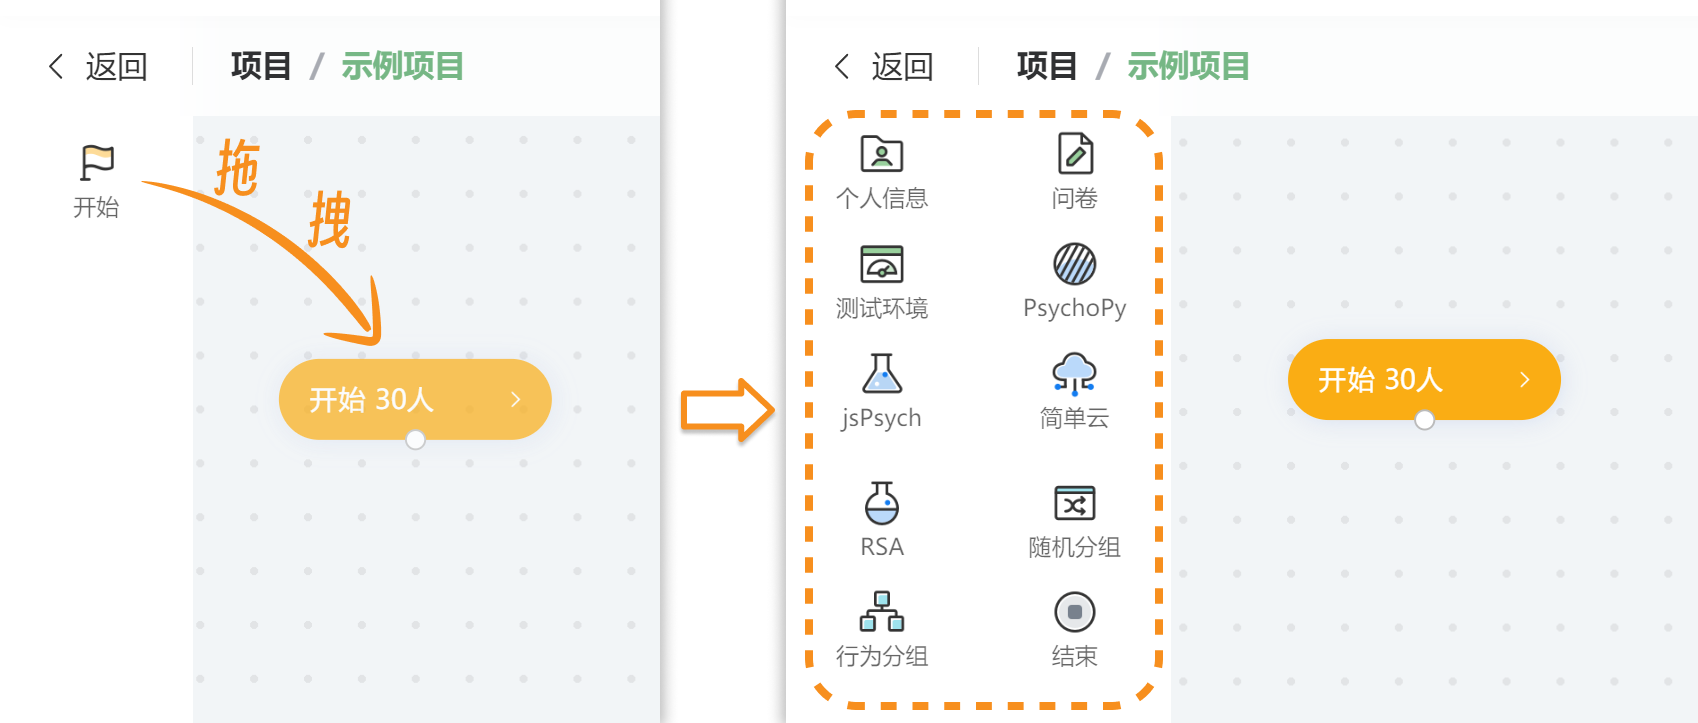 返回
项目 / 示例项目
开始
拖
拽
开始 30人
返回
项目 / 示例项目
个人信息
问卷
测试环境
PsychoPy
jsPsych
简单云
RSA
随机分组
行为分组
结束
开始 30人